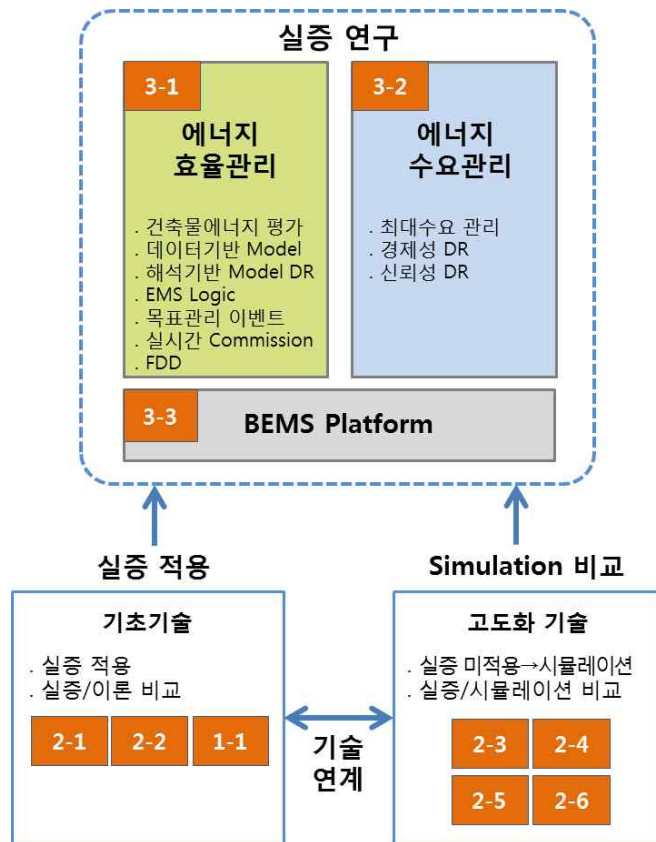 실증 연구
3-1
에너지
효율관리
. 건축물에너지 평가
. 데이터기반 Model
. 해석기반 Model DR
. EMS Logic
. 목표관리 이벤트
. 실시간 Commission
. FDD
3-2
에너지
수요관리
. 최대수요 관리
. 경제성 DR
. 신뢰성 DR
3-3
BEMS Platform
실증 적용
Simulation 비교
기초기술
. 실증 적용
. 실증/이론 비교
2-1
2-2
1-1
기술
연계
고도화 기술
. 실증 미적용→시뮬레이션
. 실증/시뮬레이션 비교
2-3
2-4
2-5
2-6